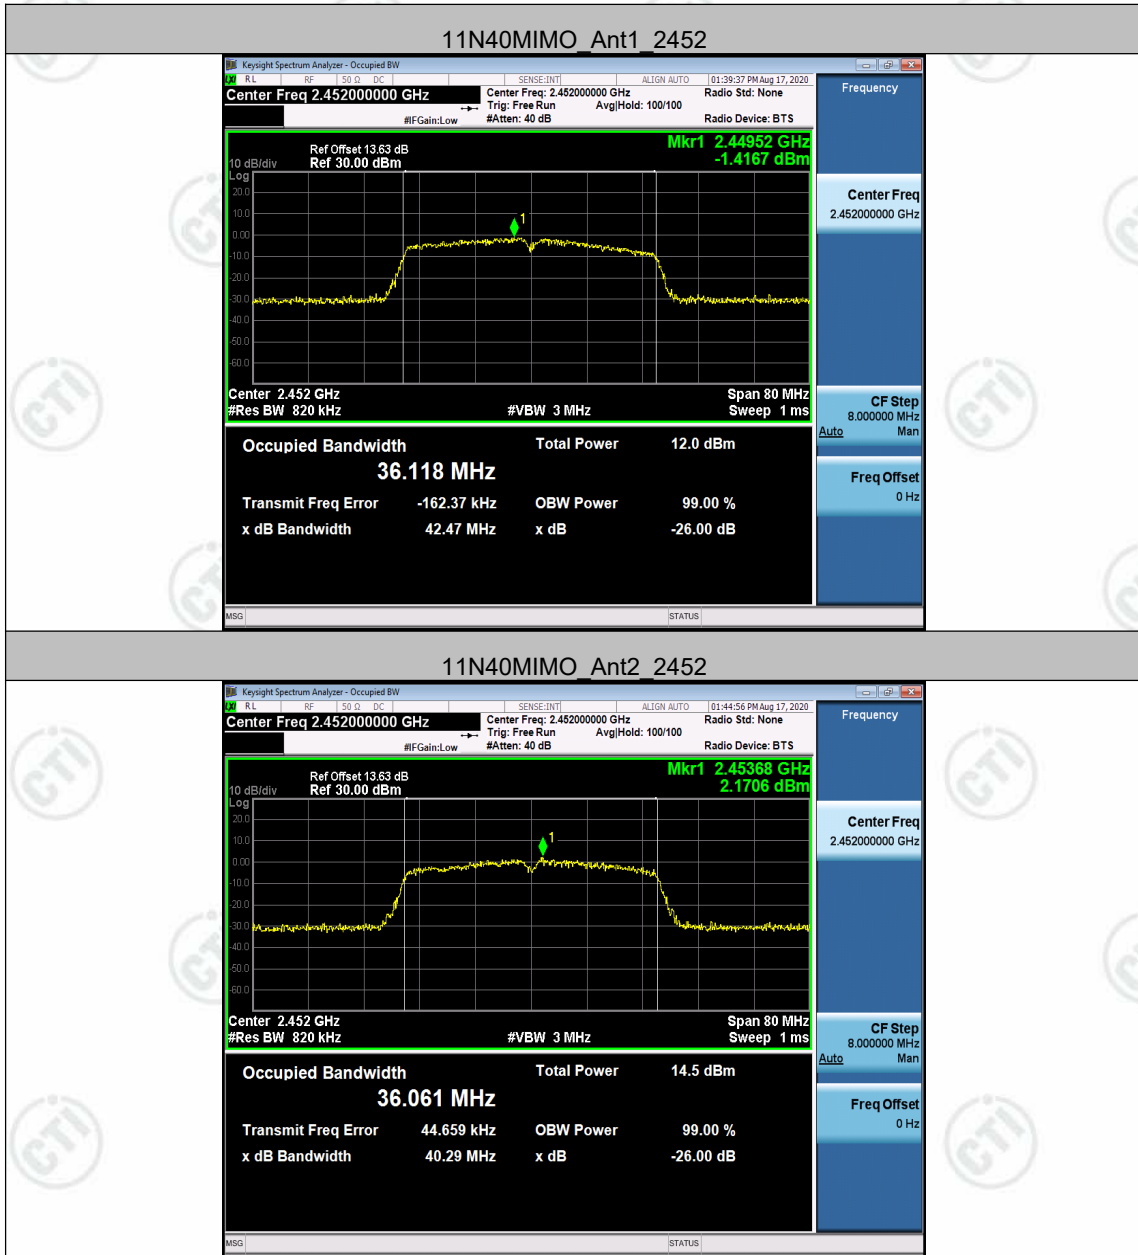 11N40MIMO_Ant1_2452
Keysight Spectrum Analyzer - Occupied BW
LXI RL RF 50 Ω DC SENSE:INT ALIGN AUTO 01:39:37 PM Aug 17, 2020
Center Freq 2.452000000 GHz Center Freq: 2.452000000 GHz Radio Std: None
Trig: Free Run Avg|Hold: 100/100
#IFGain:Low #Atten: 40 dB Radio Device: BTS
Frequency
Mkr1 2.44952 GHz
-1.4167 dBm
Ref Offset 13.63 dB
10 dB/div Ref 30.00 dBm
Log
20.0
10.0
0.00
-10.0
-20.0
-30.0
-40.0
-50.0
-60.0
1
Center 2.452 GHz Span 80 MHz
#Res BW 820 kHz #VBW 3 MHz Sweep 1 ms
Center Freq
2.452000000 GHz
CF Step
8.000000 MHz
Auto Man
Freq Offset
0 Hz
Occupied Bandwidth Total Power 12.0 dBm
36.118 MHz
Transmit Freq Error -162.37 kHz OBW Power 99.00 %
x dB Bandwidth 42.47 MHz x dB -26.00 dB
MSG STATUS
11N40MIMO_Ant2_2452
Keysight Spectrum Analyzer - Occupied BW
LXI RL RF 50 Ω DC SENSE:INT ALIGN AUTO 01:44:56 PM Aug 17, 2020
Center Freq 2.452000000 GHz Center Freq: 2.452000000 GHz Radio Std: None
Trig: Free Run Avg|Hold: 100/100
#IFGain:Low #Atten: 40 dB Radio Device: BTS
Frequency
Mkr1 2.45368 GHz
2.1706 dBm
Ref Offset 13.63 dB
10 dB/div Ref 30.00 dBm
Log
20.0
10.0
0.00
-10.0
-20.0
-30.0
-40.0
-50.0
-60.0
1
Center 2.452 GHz Span 80 MHz
#Res BW 820 kHz #VBW 3 MHz Sweep 1 ms
Center Freq
2.452000000 GHz
CF Step
8.000000 MHz
Auto Man
Freq Offset
0 Hz
Occupied Bandwidth Total Power 14.5 dBm
36.061 MHz
Transmit Freq Error 44.659 kHz OBW Power 99.00 %
x dB Bandwidth 40.29 MHz x dB -26.00 dB
MSG STATUS
CTI
CTI
CTI
CTI
CTI
CTI
CTI
CTI
CTI
CTI
CTI
CTI